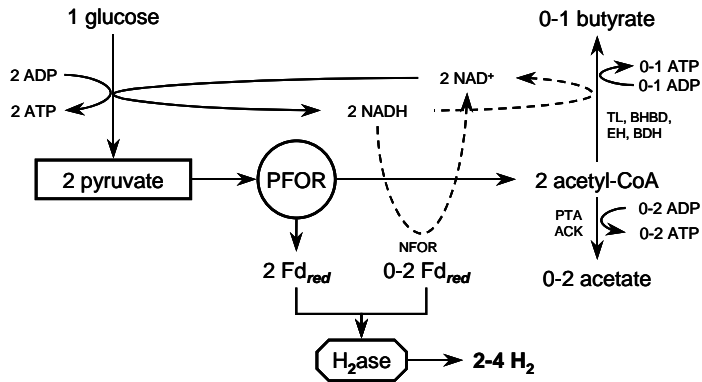 1 glucose
0-1 butyrate
2 ADP
2 ATP
2 NAD+
0-1 ATP
0-1 ADP
2 NADH
TL, BHBD,
EH, BDH
2 pyruvate
PFOR
2 acetyl-CoA
PTA
ACK
0-2 ADP
0-2 ATP
NFOR
2 Fdred
0-2 Fdred
0-2 acetate
H2ase
2-4 H2